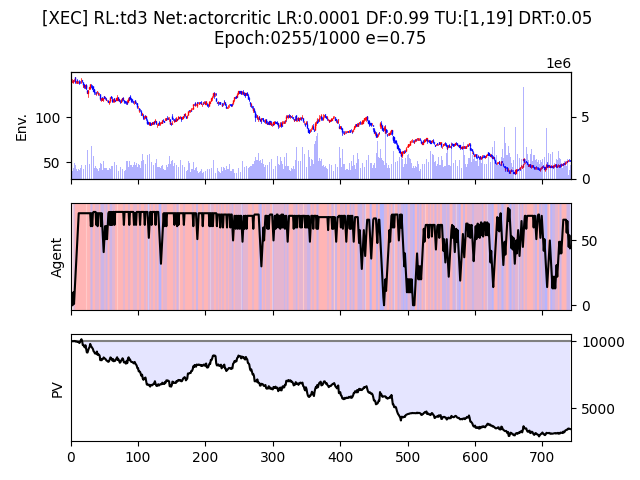 [XEC] RL:td3 Net:actorcritic LR:0.0001 DF:0.99 TU:[1,19] DRT:0.05
Epoch:0255/1000 e=0.75
1e6
Env.
100
50
5
0
Agent
50
0
PV
10000
5000
0 100 200 300 400 500 600 700